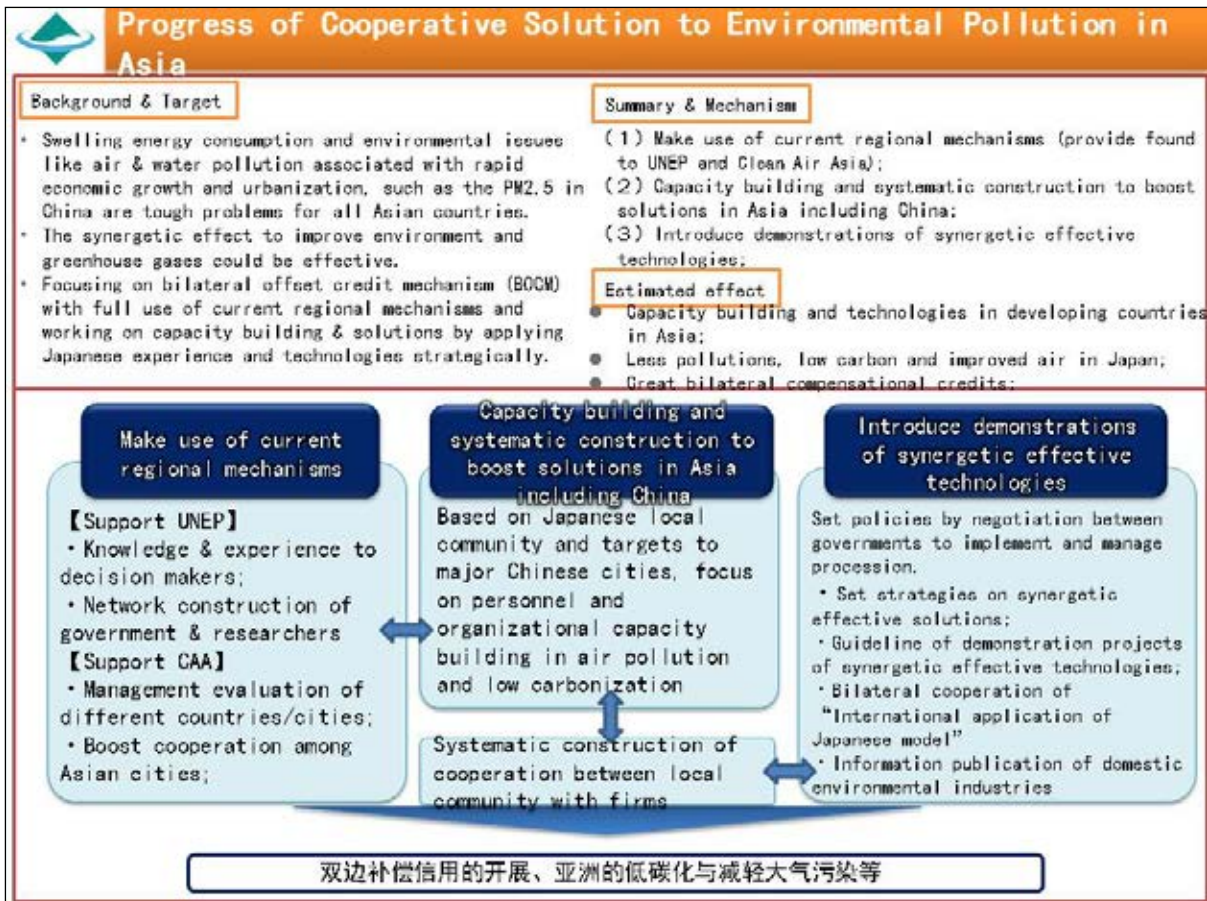 Progress of Cooperative Solution to Environmental Pollution in
Asia
Background & Target
• Swelling energy consumption and environmental issues
like air & water pollution associated with rapid
economic growth and urbanization, such as the PM2.5 in
China are tough problems for all Asian countries.
• The synergetic effect to improve environment and
greenhouse gases could be effective.
• Focusing on bilateral offset credit mechanism (BOCM)
with full use of current regional mechanisms and
working on capacity building & solutions by applying
Japanese experience and technologies strategically.
Summary & Mechanism
(1) Make use of current regional mechanisms (provide found
to UNEP and Clean Air Asia);
(2) Capacity building and systematic construction to boost
solutions in Asia including China;
(3) Introduce demonstrations of synergetic effective
technologies;
Estimated effect
● Capacity building and technologies in developing countries
in Asia;
● Less pollutions, low carbon and improved air in Japan;
● Great bilateral compensational credits;
Make use of current
regional mechanisms
【Support UNEP】
・Knowledge & experience to
decision makers;
・Network construction of
government & researchers
【Support CAA】
・Management evaluation of
different countries/cities;
・Boost cooperation among
Asian cities;
Capacity building and
systematic construction to
boost solutions in Asia
including China
Based on Japanese local
community and targets to
major Chinese cities, focus
on personnel and
organizational capacity
building in air pollution
and low carbonization
Systematic construction of
cooperation between local
community with firms
Introduce demonstrations
of synergetic effective
technologies
Set policies by negotiation between
governments to implement and manage
procession.
・Set strategies on synergetic
effective solutions;
・Guideline of demonstration projects
of synergetic effective technologies;
・Bilateral cooperation of
“International application of
Japanese model”
・Information publication of domestic
environmental industries
双边补偿信用的开展、亚洲的低碳化与减轻大气污染等